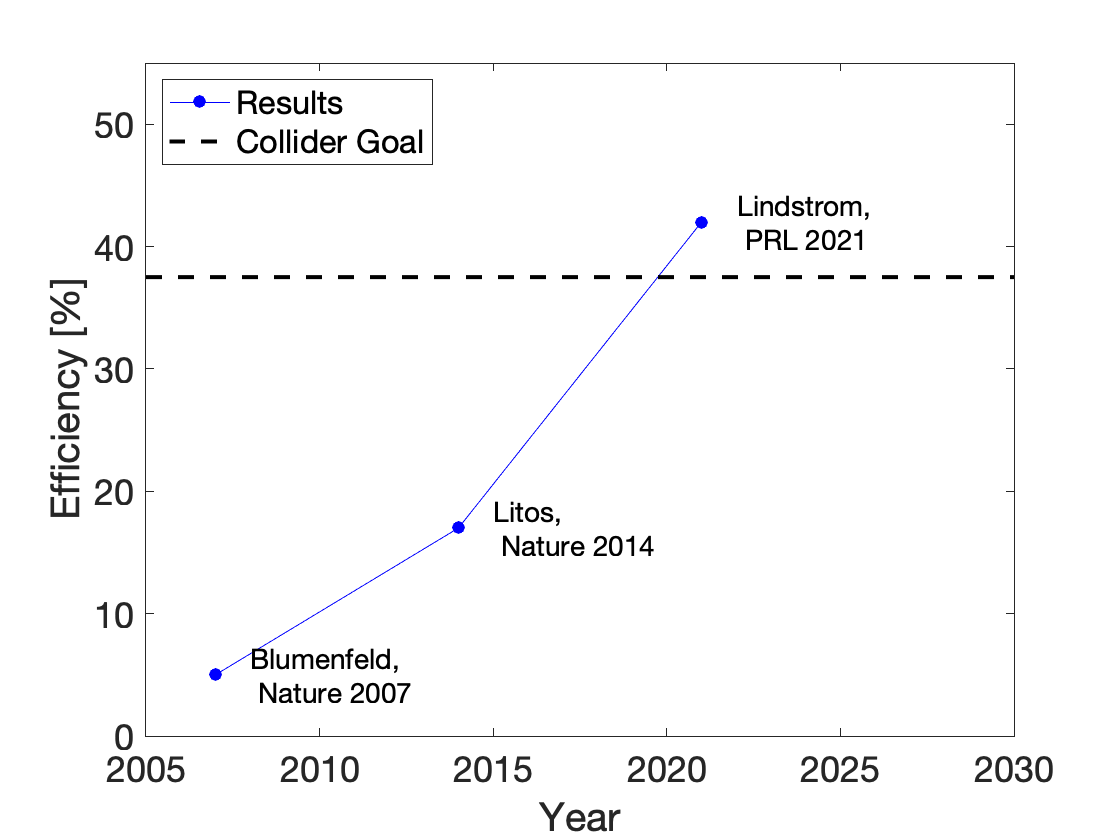 Results
Collider Goal
50
40
30
20
10
0
Efficiency [%]
Lindstrom,
PRL 2021
Litos,
Nature 2014
Blumenfeld,
Nature 2007
2005 2010 2015 2020 2025 2030
Year